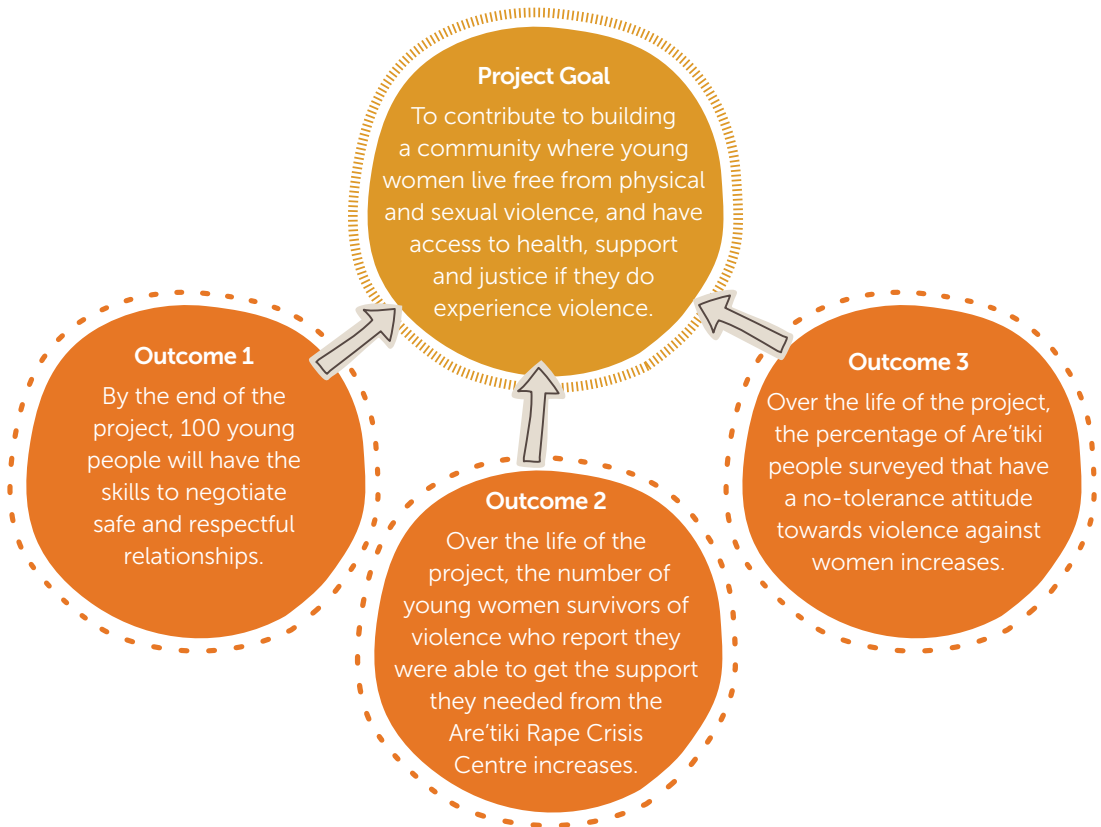 Project Goal
To contribute to building
a community where young
women live free from physical
and sexual violence, and have
access to health, support
and justice if they do
experience violence.
Outcome 1
By the end of the
project, 100 young
people will have the
skills to negotiate
safe and respectful
relationships.
Outcome 2
Over the life of the
project, the number of
young women survivors of
violence who report they
were able to get the support
they needed from the
Are’tiki Rape Crisis
Centre increases.
Outcome 3
Over the life of the project,
the percentage of Are’tiki
people surveyed that have
a no-tolerance attitude
towards violence against
women increases.